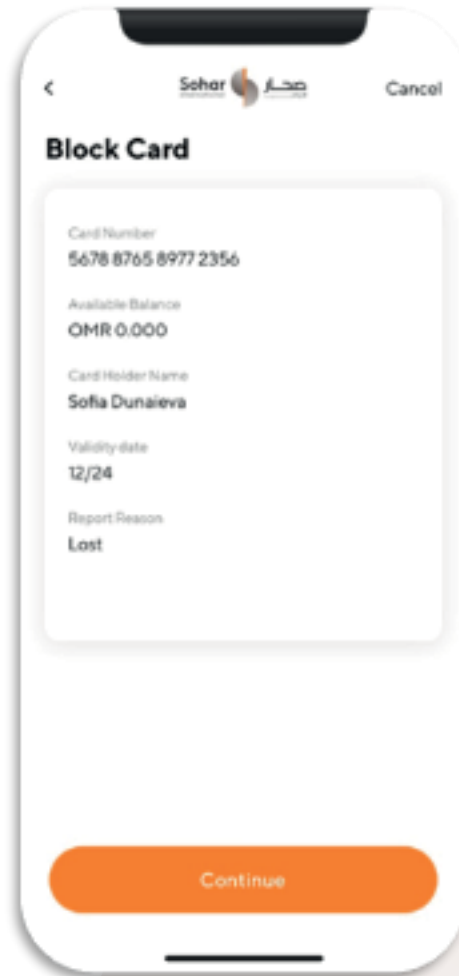 <
Sohar صحار
Cancel
Block Card
Card Number
5678 8765 8977 2356
Available Balance
OMR 0.000
Card Holder Name
Sofia Dunaieva
Validity date
12/24
Report Reason
Lost
Continue